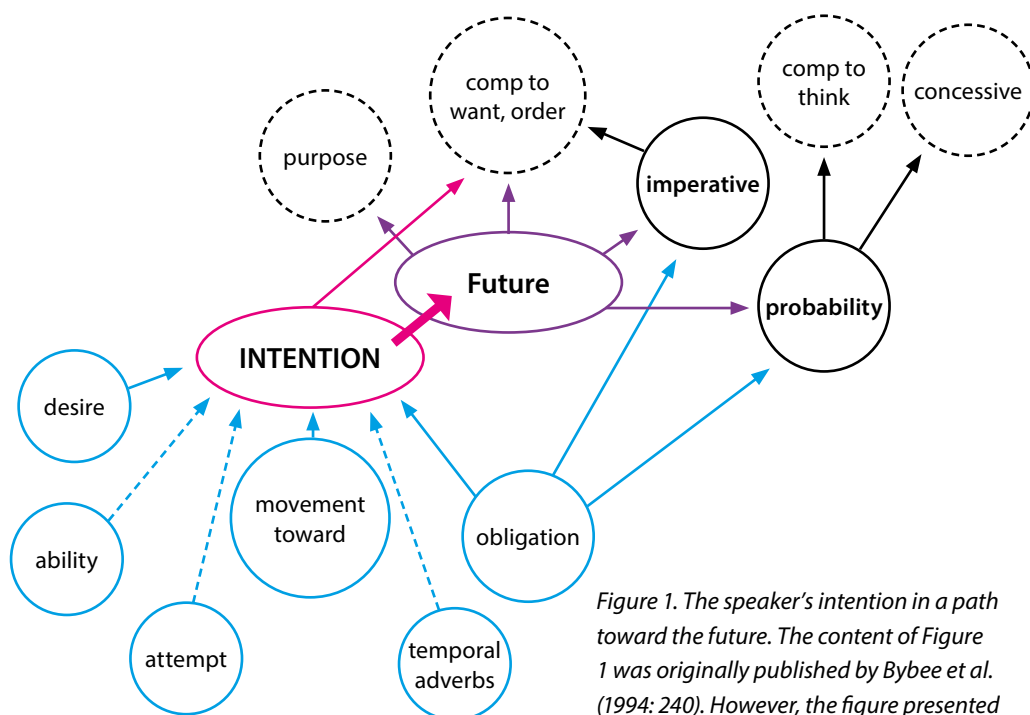 comp to
want, order
comp to
think
concessive
purpose
imperative
Future
probability
INTENTION
desire
movement
toward
obligation
ability
attempt
temporal
adverbs
Figure 1. The speaker’s intention in a path
toward the future. The content of Figure
1 was originally published by Bybee et al.
(1994: 240). However, the figure presented